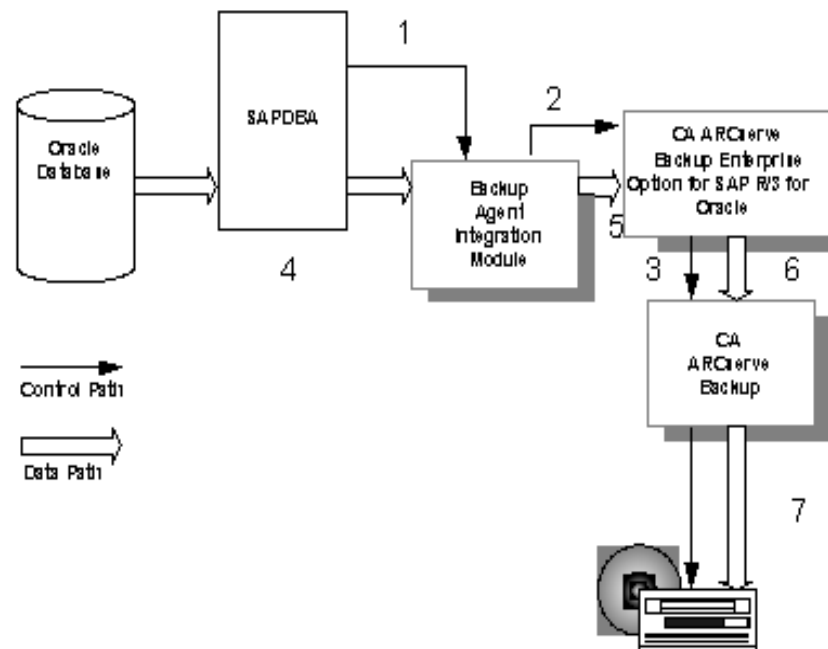 1
SAPDBA
Oracle
Database
2
CA ARCserve
Backup Enterprise
Option for SAP R/3 for
Oracle
Backup
Agent
Integration
Module
5
4
3
6
CA
ARCserve
Backup
Control Path
Data Path
7